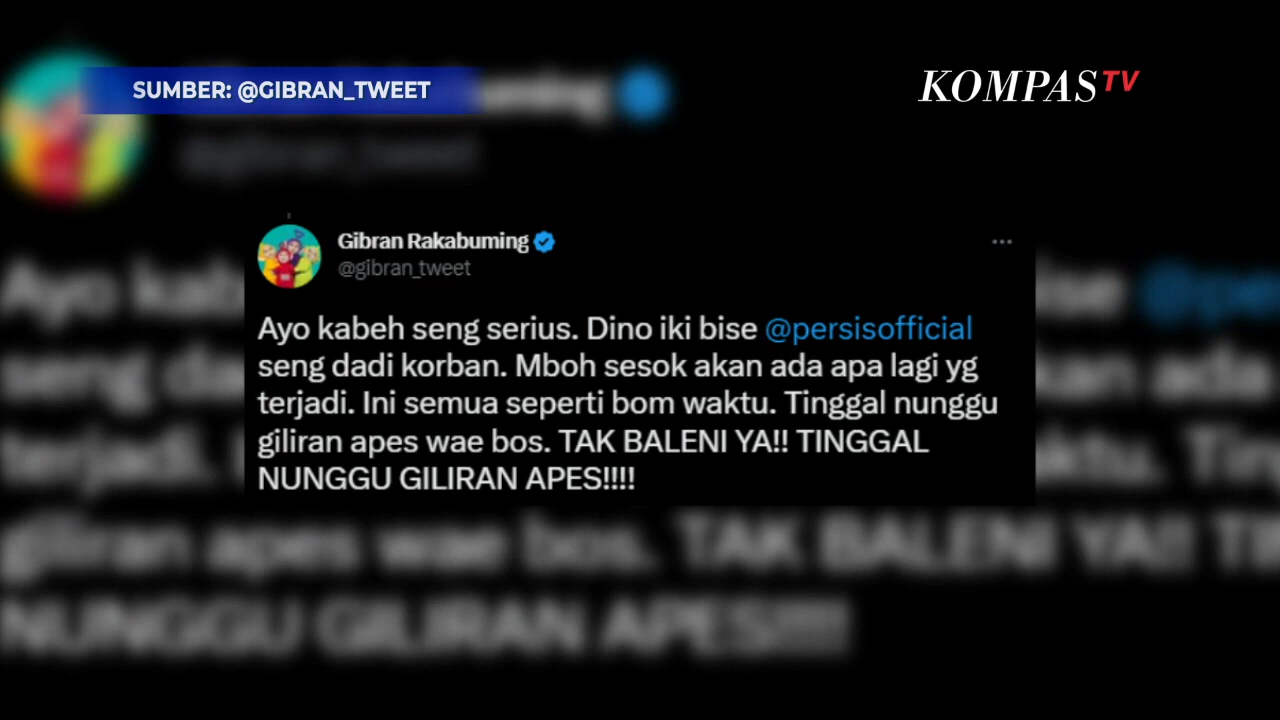 SUMBER: @GIBRAN_TWEET
KOMPASTV
Gibran Rakabuming
@gibran_tweet
Ayo kabeh seng serius. Dino iki bise @persisofficial
seng dadi korban. Mboh sesok akan ada apa lagi yg
terjadi. Ini semua seperti bom waktu. Tinggal nunggu
giliran apes wae bos. TAK BALENI YA!! TINGGAL
NUNGGU GILIRAN APES!!!!